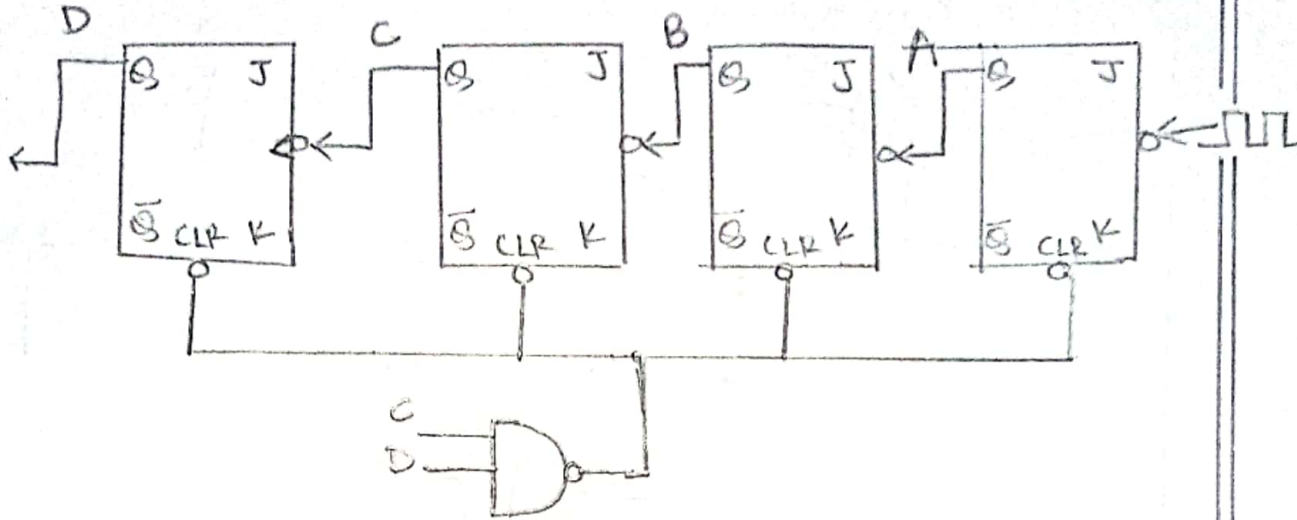 D C B A
Q J Q J Q J Q J
Q̅ CLR K Q̅ CLR K Q̅ CLR K Q̅ CLR K
C
D